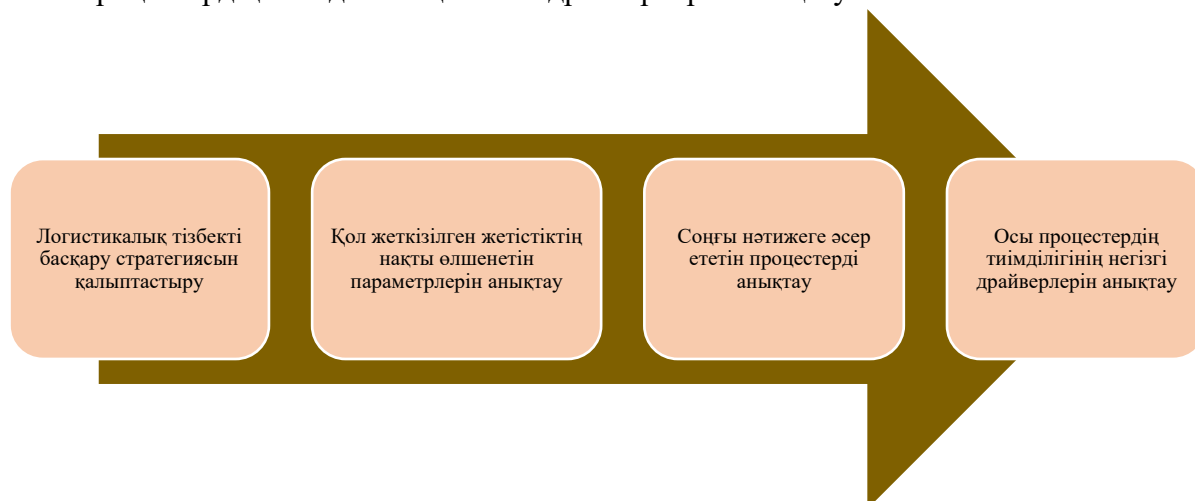 Логистикалық тізбекті
басқару стратегиясын
қалыптастыру
Қол жеткізілген жетістіктің
нақты өлшенетін
параметрлерін анықтау
Соңғы нәтижеге әсер
ететін процестерді
анықтау
Осы процестердің
тиімділігінің негізгі
драйверлерін анықтау